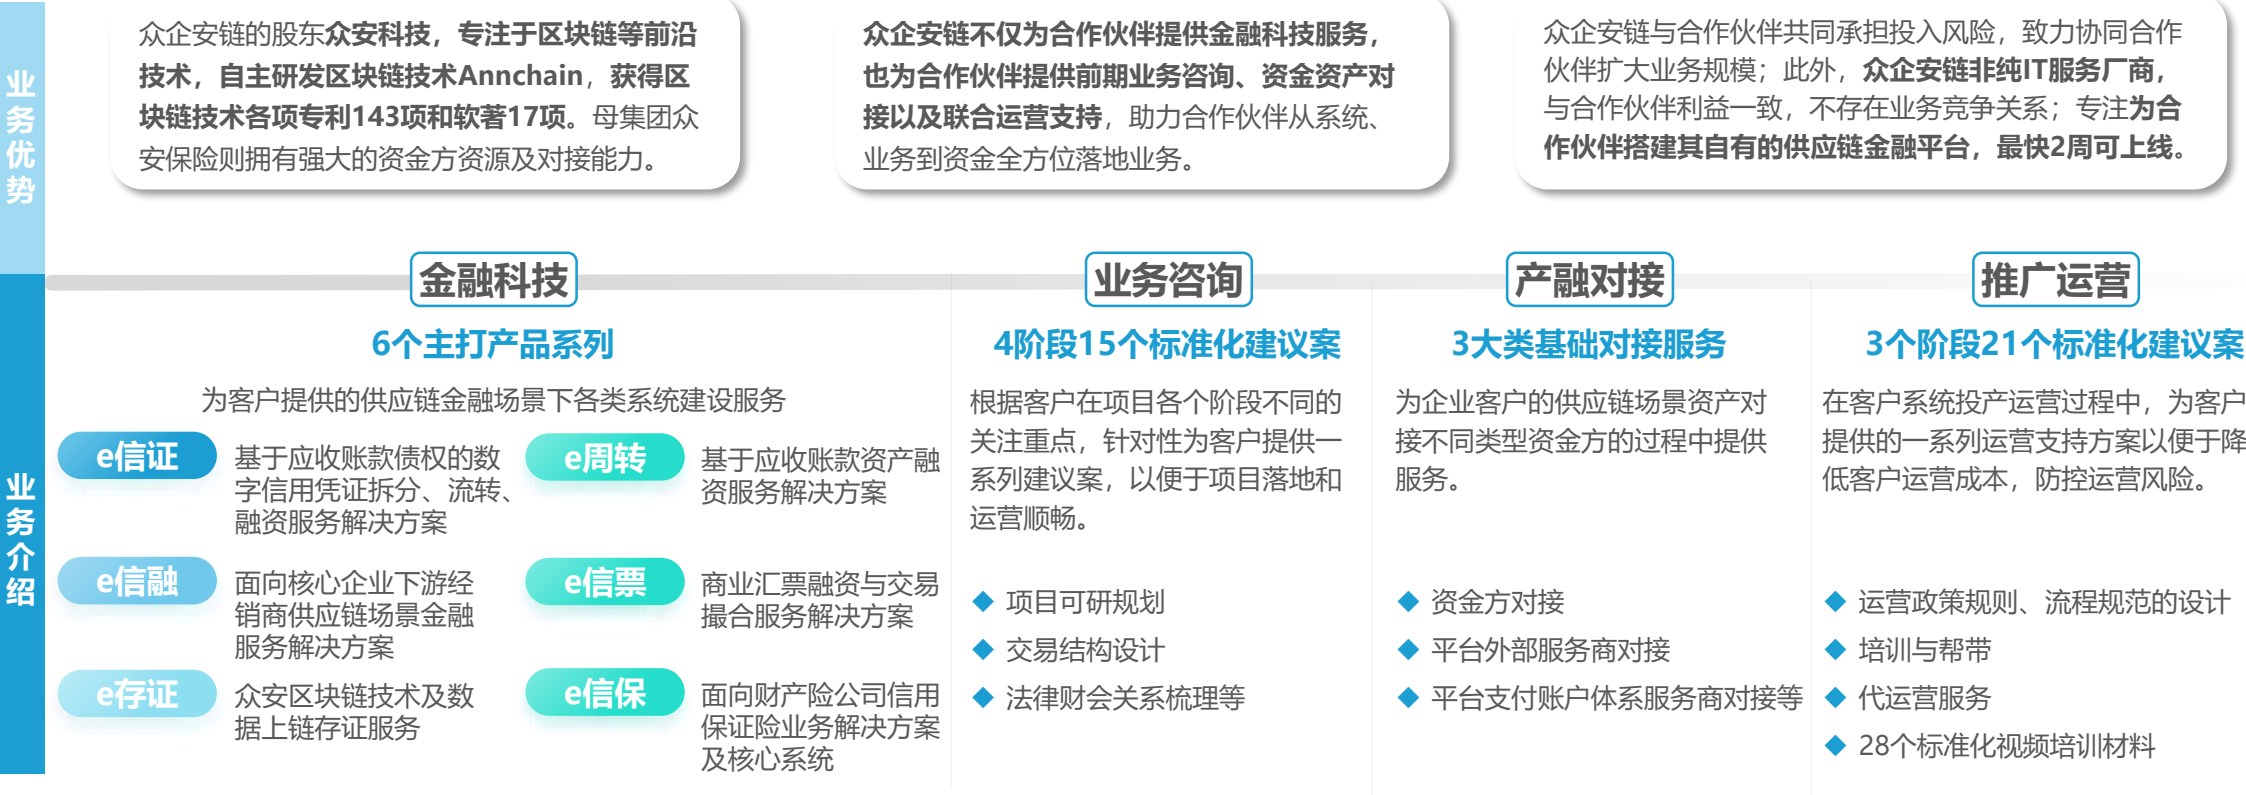 业务优势
众企安链的股东众安科技，专注于区块链等前沿
技术，自主研发区块链技术Annchain，获得区
块链技术各项专利143项和软著17项。母集团众
安保险则拥有强大的资金方资源及对接能力。
众企安链不仅为合作伙伴提供金融科技服务，
也为合作伙伴提供前期业务咨询、资金资产对
接以及联合运营支持，助力合作伙伴从系统、
业务到资金全方位落地业务。
众企安链与合作伙伴共同承担投入风险，致力协同合作
伙伴扩大业务规模；此外，众企安链非纯IT服务厂商，
与合作伙伴利益一致，不存在业务竞争关系；专注为合
作伙伴搭建其自有的供应链金融平台，最快2周可上线。
业务介绍
金融科技
6个主打产品系列
为客户提供的供应链金融场景下各类系统建设服务
e信证
基于应收账款债权的数
字信用凭证拆分、流转、
融资服务解决方案
e周转
基于应收账款资产融
资服务解决方案
e信融
面向核心企业下游经
销商供应链场景金融
服务解决方案
e信票
商业汇票融资与交易
撮合服务解决方案
e存证
众安区块链技术及数
据上链存证服务
e信保
面向财产险公司信用
保证险业务解决方案
及核心系统
业务咨询
4阶段15个标准化建议案
根据客户在项目各个阶段不同的
关注重点，针对性为客户提供一
系列建议案，以便于项目落地和
运营顺畅。
◆ 项目可研规划
◆ 交易结构设计
◆ 法律财会关系梳理等
产融对接
3大类基础对接服务
为企业客户的供应链场景资产对
接不同类型资金方的过程中提供
服务。
◆ 资金方对接
◆ 平台外部服务商对接
◆ 平台支付账户体系服务商对接等
推广运营
3个阶段21个标准化建议案
在客户系统投产运营过程中，为客户
提供的一系列运营支持方案以便于降
低客户运营成本，防控运营风险。
◆ 运营政策规则、流程规范的设计
◆ 培训与帮带
◆ 代运营服务
◆ 28个标准化视频培训材料